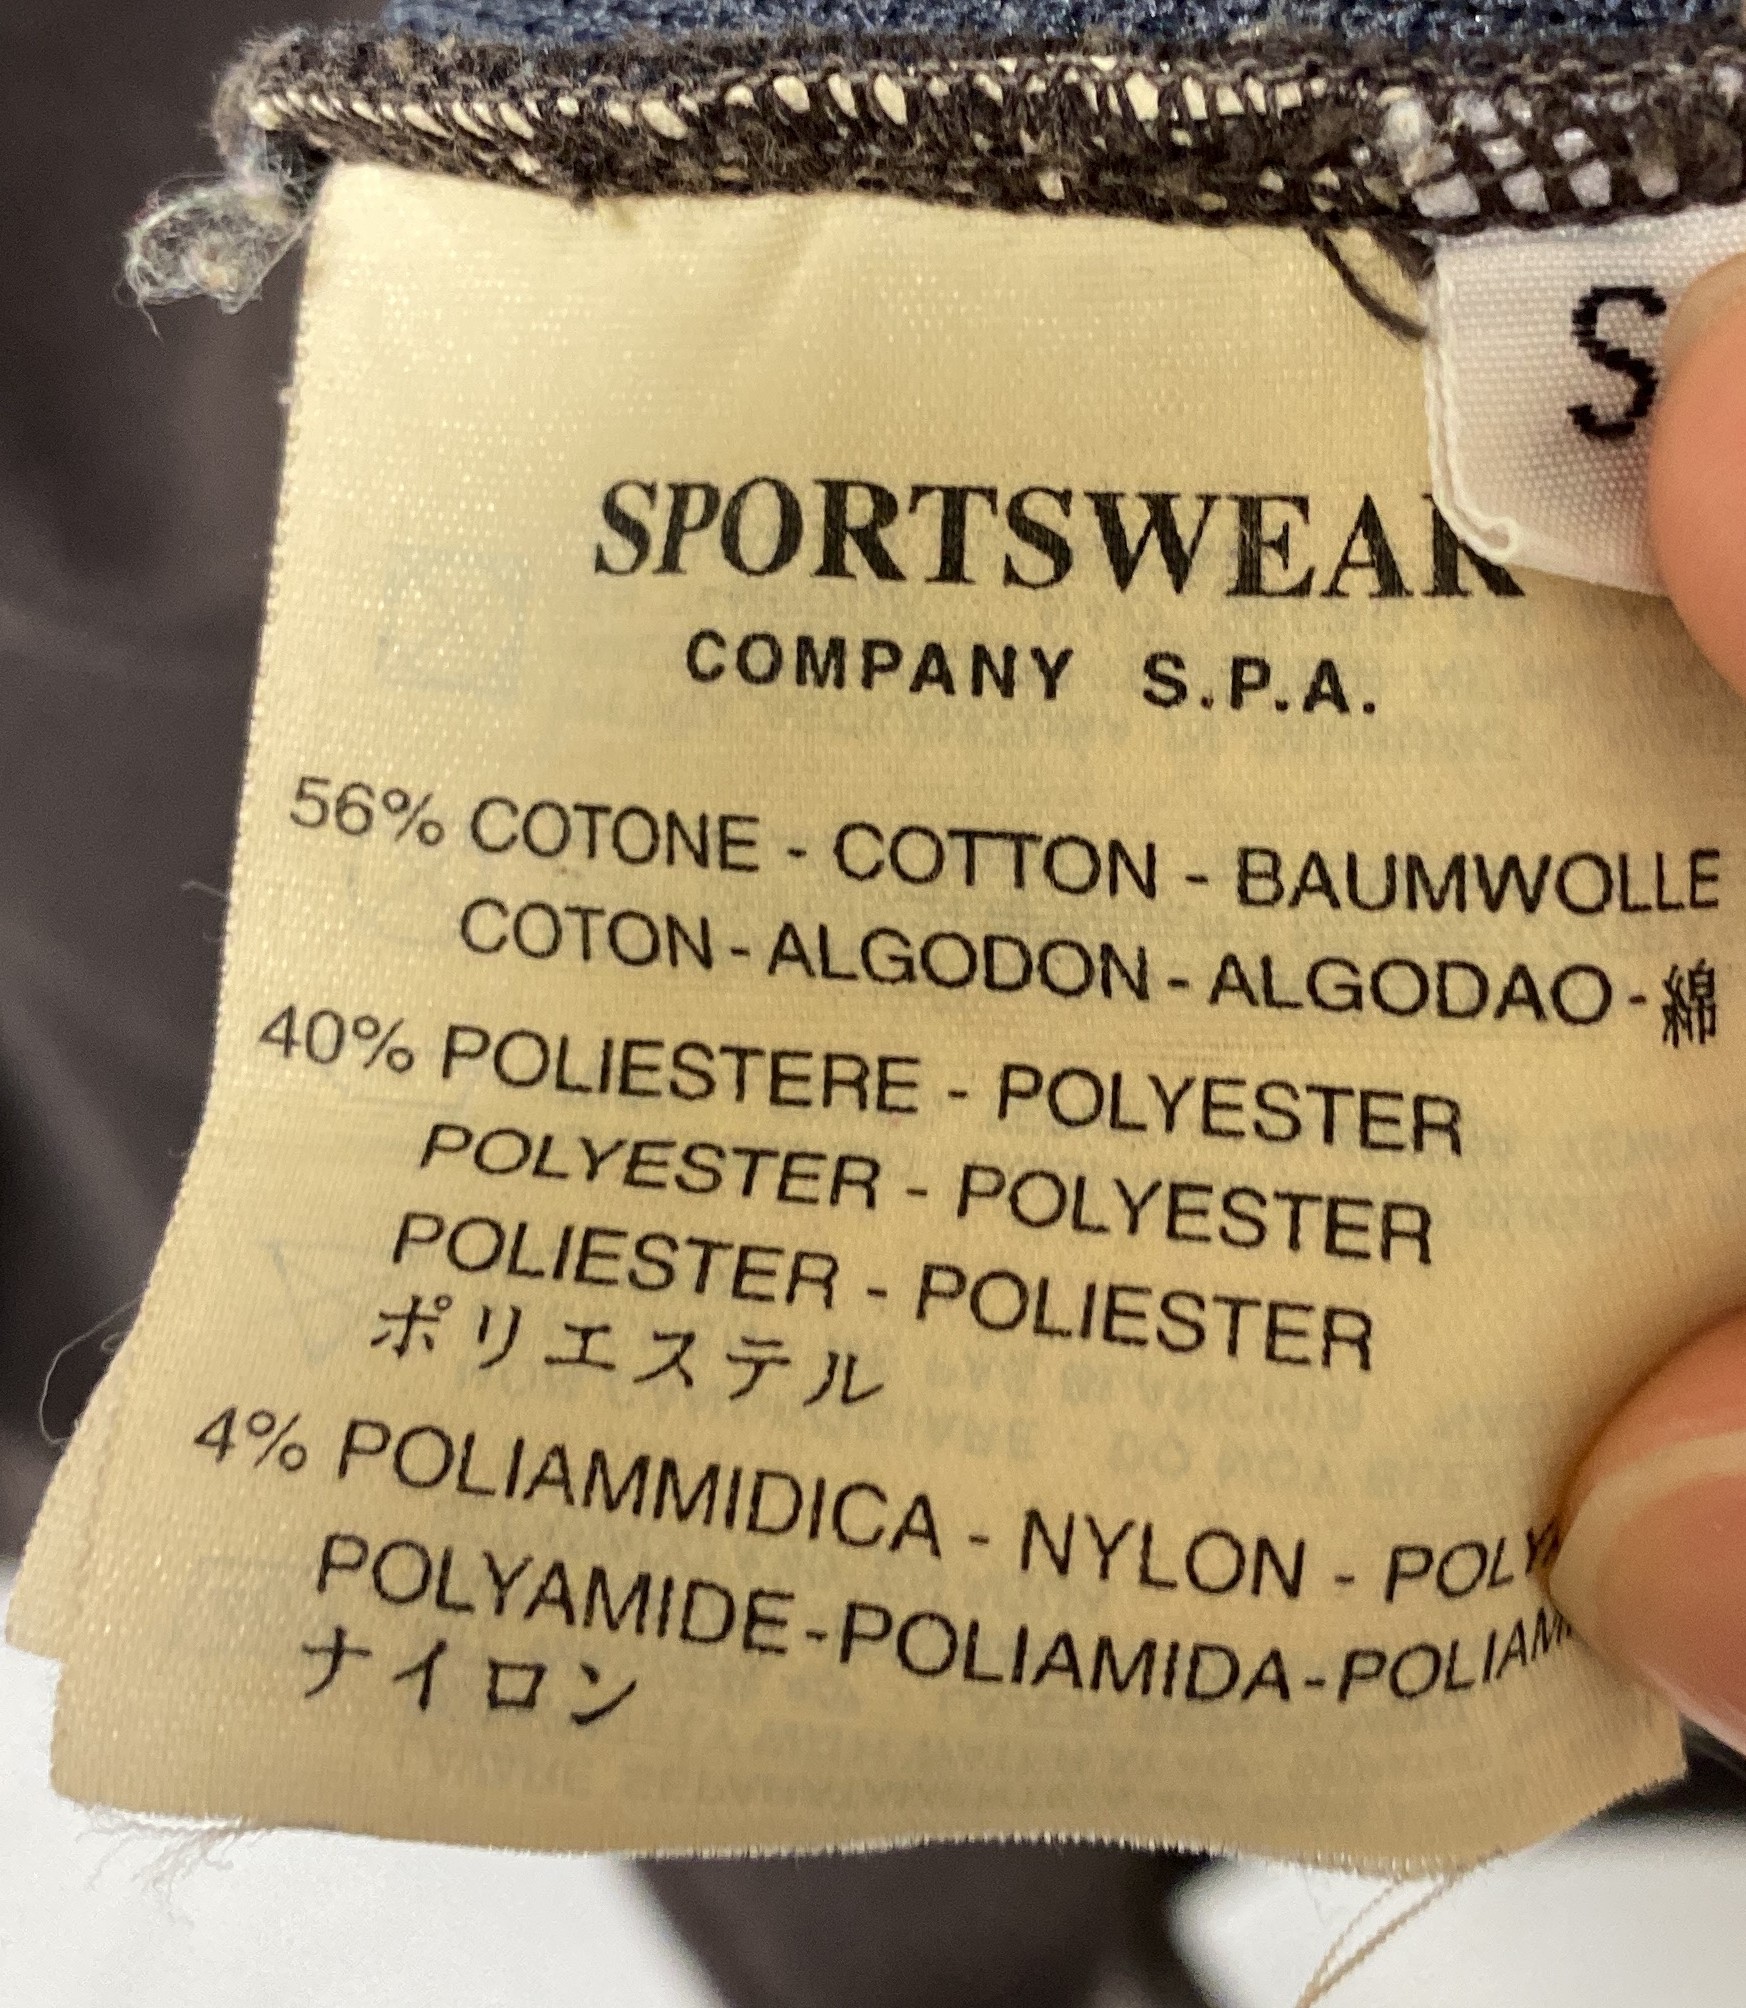 S
SPORTSWEAR
COMPANY S.P.A.
56% COTONE - COTTON - BAUMWOLLE
COTON - ALGODON - ALGODAO - 綿
40% POLIESTERE - POLYESTER
POLYESTER - POLYESTER
POLIESTER - POLIESTER
ポリエステル
4% POLIAMMIDICA - NYLON -
POLYAMIDE - POLIAMIDA -
ナイロン